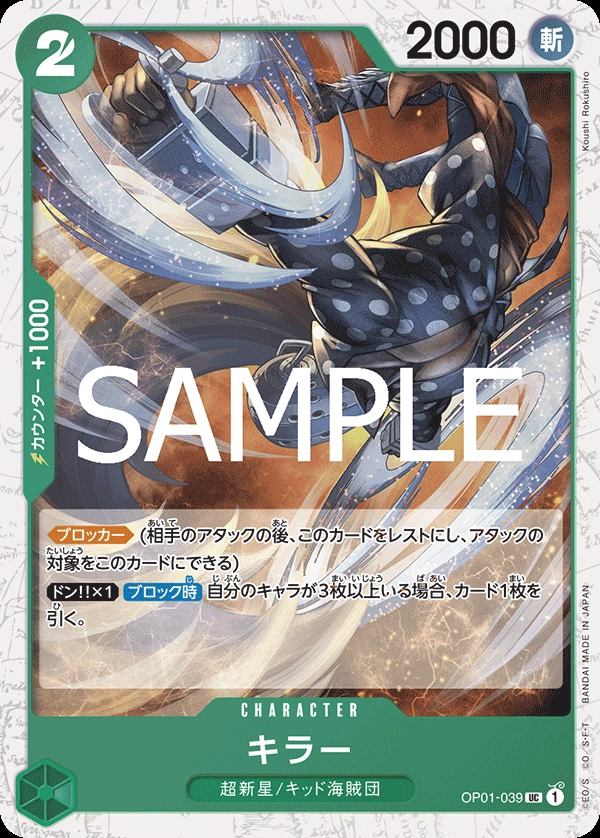 2
2000
斬
Koushi Rokushiro
カウンター +1000
SAMPLE
ブロッカー (相手のアタックの後、このカードをレストにし、アタックの
対象をこのカードにできる)
ドン!!×1 ブロック時 自分のキャラが3枚以上いる場合、カード1枚を
引く。
©E.O/S. ©O./S・F・T BANDAI MADE IN JAPAN
CHARACTER
キラー
超新星/キッド海賊団
OP01-039 UC 1